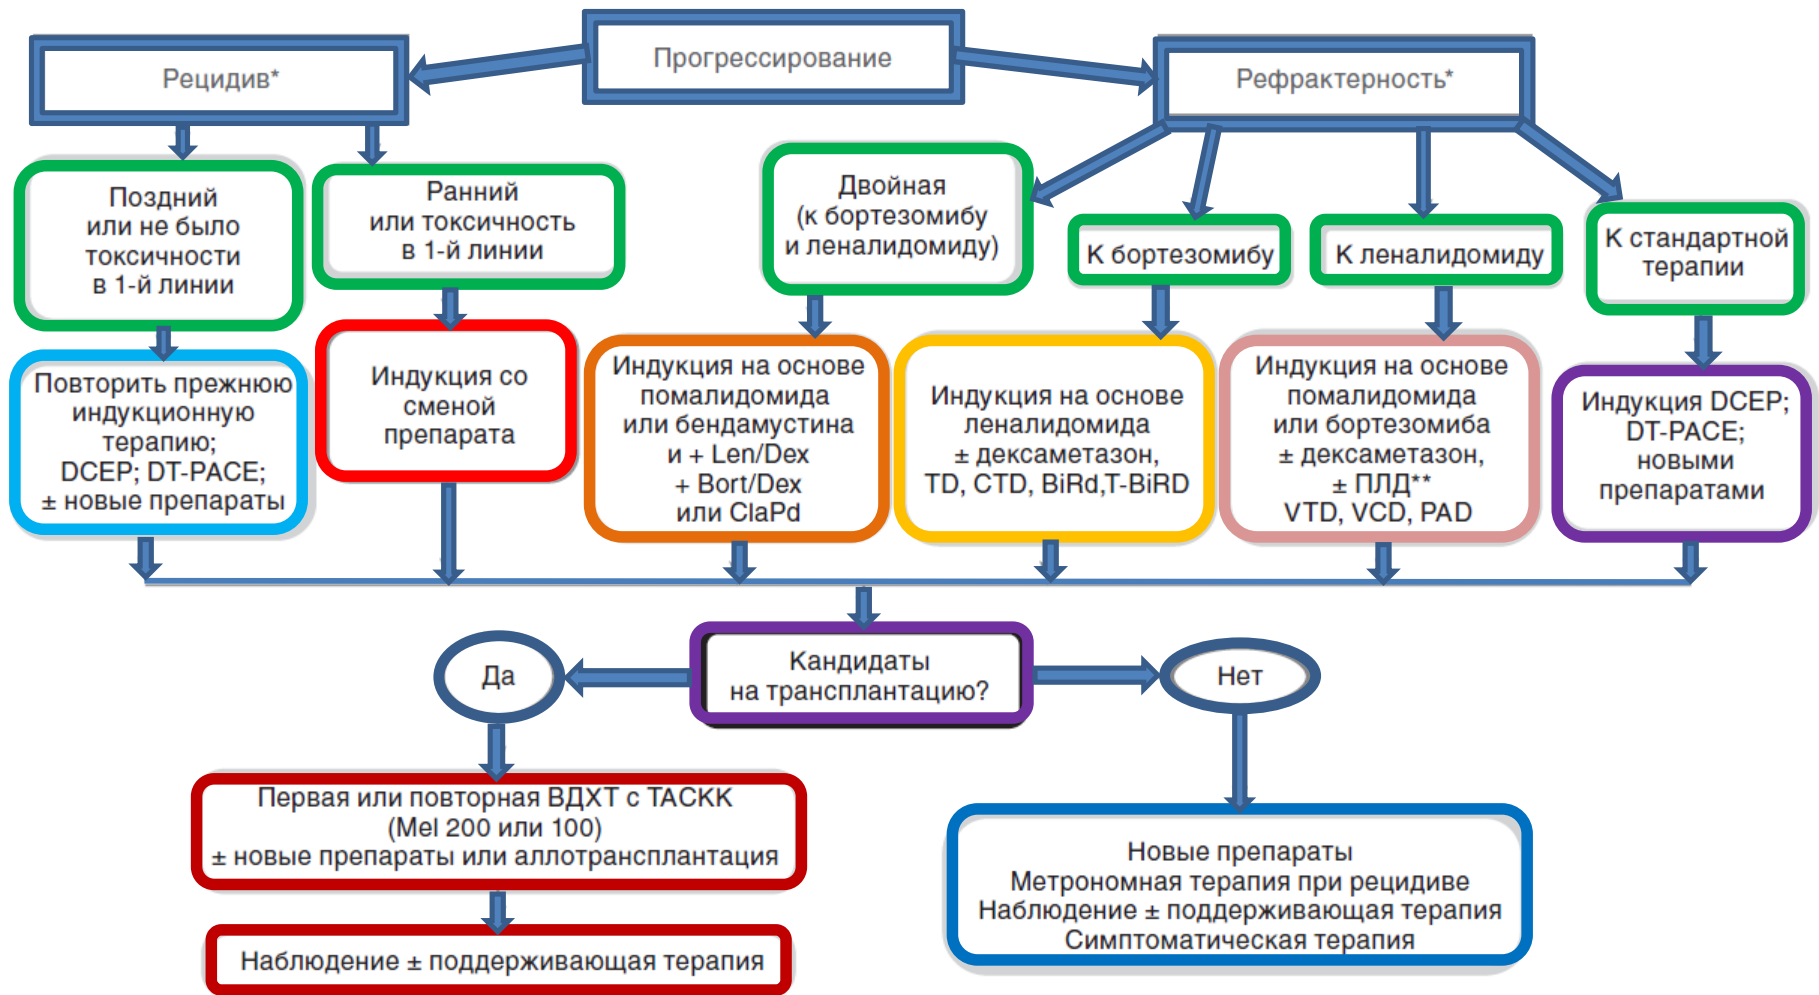 Прогрессирование
Рецидив*
Рефрактерность*
Поздний
или не было
токсичности
в 1-й линии
Ранний
или токсичность
в 1-й линии
Двойная
(к бортезомибу
и леналидомиду)
К бортезомибу
К леналидомиду
К стандартной
терапии
Повторить прежнюю
индукционную
терапию;
DCEP; DT-PACE;
± новые препараты
Индукция со
сменой
препарата
Индукция на основе
помалидомида
или бендамустина
и + Len/Dex
+ Bort/Dex
или ClaPd
Индукция на основе
леналидомида
± дексаметазон,
TD, CTD, BiRd,T-BiRD
Индукция на основе
помалидомида
или бортезомиба
± дексаметазон,
± ПЛД**
VTD, VCD, PAD
Индукция DCEP;
DT-PACE;
новыми
препаратами
Кандидаты
на трансплантацию?
Да
Нет
Первая или повторная ВДХТ с ТАСКК
(Mel 200 или 100)
± новые препараты или аллотрансплантация
Наблюдение ± поддерживающая терапия
Новые препараты
Метрономная терапия при рецидиве
Наблюдение ± поддерживающая терапия
Симптоматическая терапия